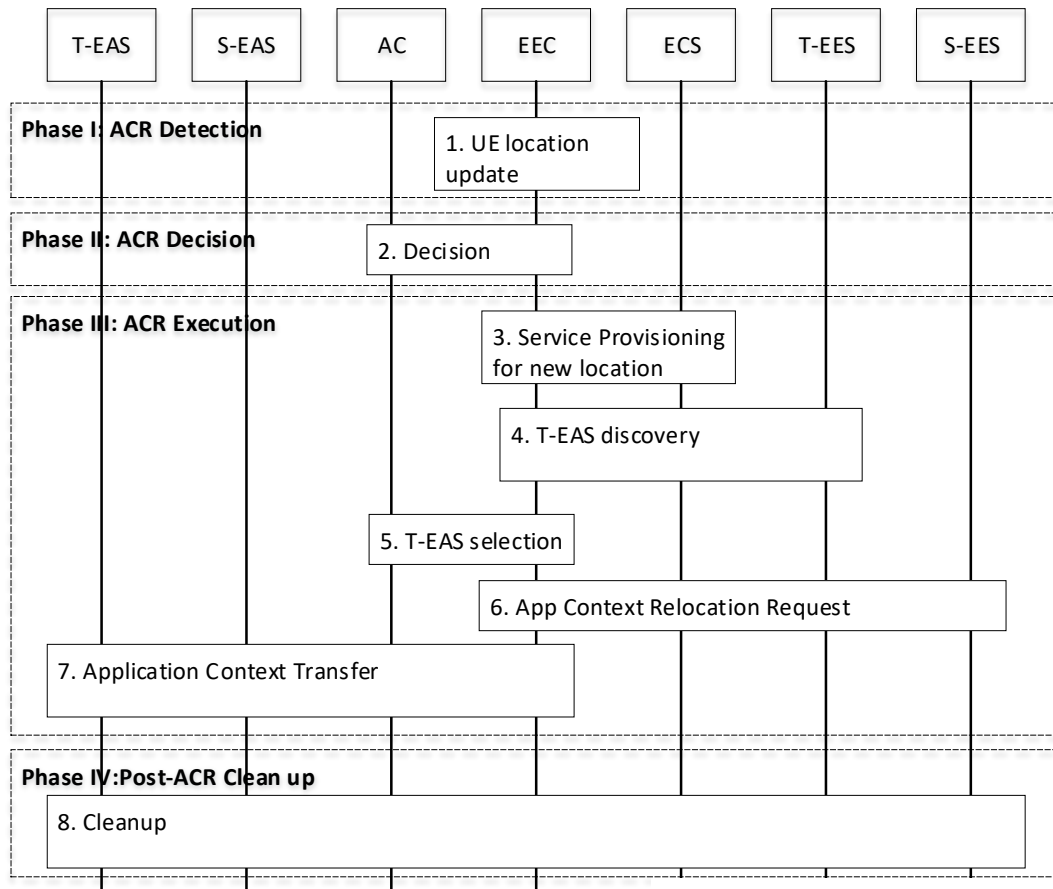 T-EAS S-EAS AC EEC ECS T-EES S-EES
Phase I: ACR Detection
1. UE location
update
Phase II: ACR Decision
2. Decision
Phase III: ACR Execution
3. Service Provisioning
for new location
4. T-EAS discovery
5. T-EAS selection
6. App Context Relocation Request
7. Application Context Transfer
Phase IV:Post-ACR Clean up
8. Cleanup